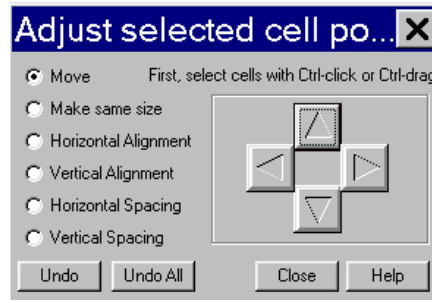 Adjust selected cell po...
Move First, select cells with Ctrl-click or Ctrl-drag
Make same size
Horizontal Alignment
Vertical Alignment
Horizontal Spacing
Vertical Spacing
Undo Undo All Close Help